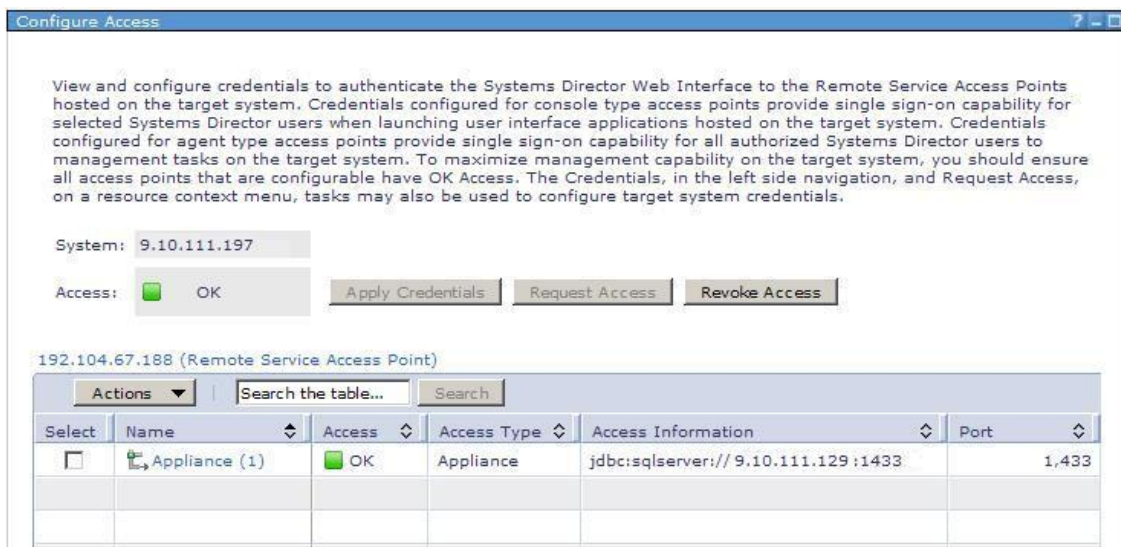 Configure Access
View and configure credentials to authenticate the Systems Director Web Interface to the Remote Service Access Points
hosted on the target system. Credentials configured for console type access points provide single sign-on capability for
selected Systems Director users when launching user interface applications hosted on the target system. Credentials
configured for agent type access points provide single sign-on capability for all authorized Systems Director users to
management tasks on the target system. To maximize management capability on the target system, you should ensure
all access points that are configurable have OK Access. The Credentials, in the left side navigation, and Request Access,
on a resource context menu, tasks may also be used to configure target system credentials.
System: 9.10.111.197
Access: OK Apply Credentials Request Access Revoke Access
192.104.67.188 (Remote Service Access Point)
Actions Search the table... Search
Select Name Access Access Type Access Information Port
Appliance (1) OK Appliance jdbc:sqlserver:// 9.10.111.129 :1433 1,433